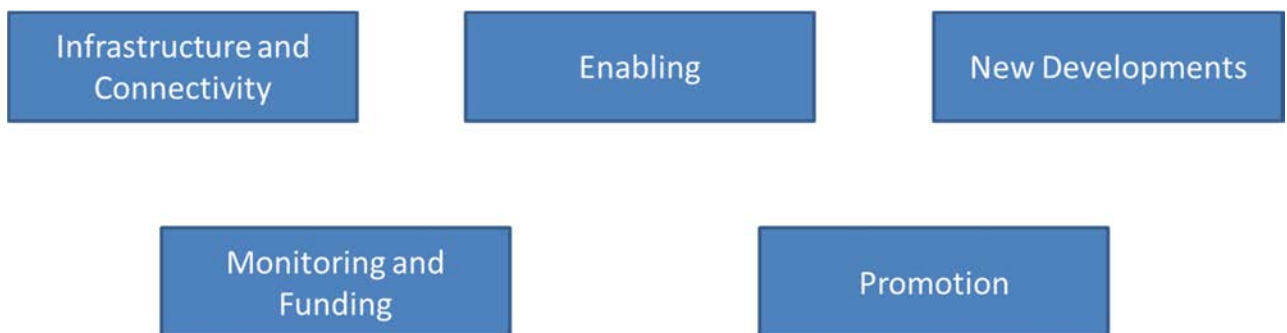 Infrastructure and
Connectivity
Enabling
New Developments
Monitoring and
Funding
Promotion